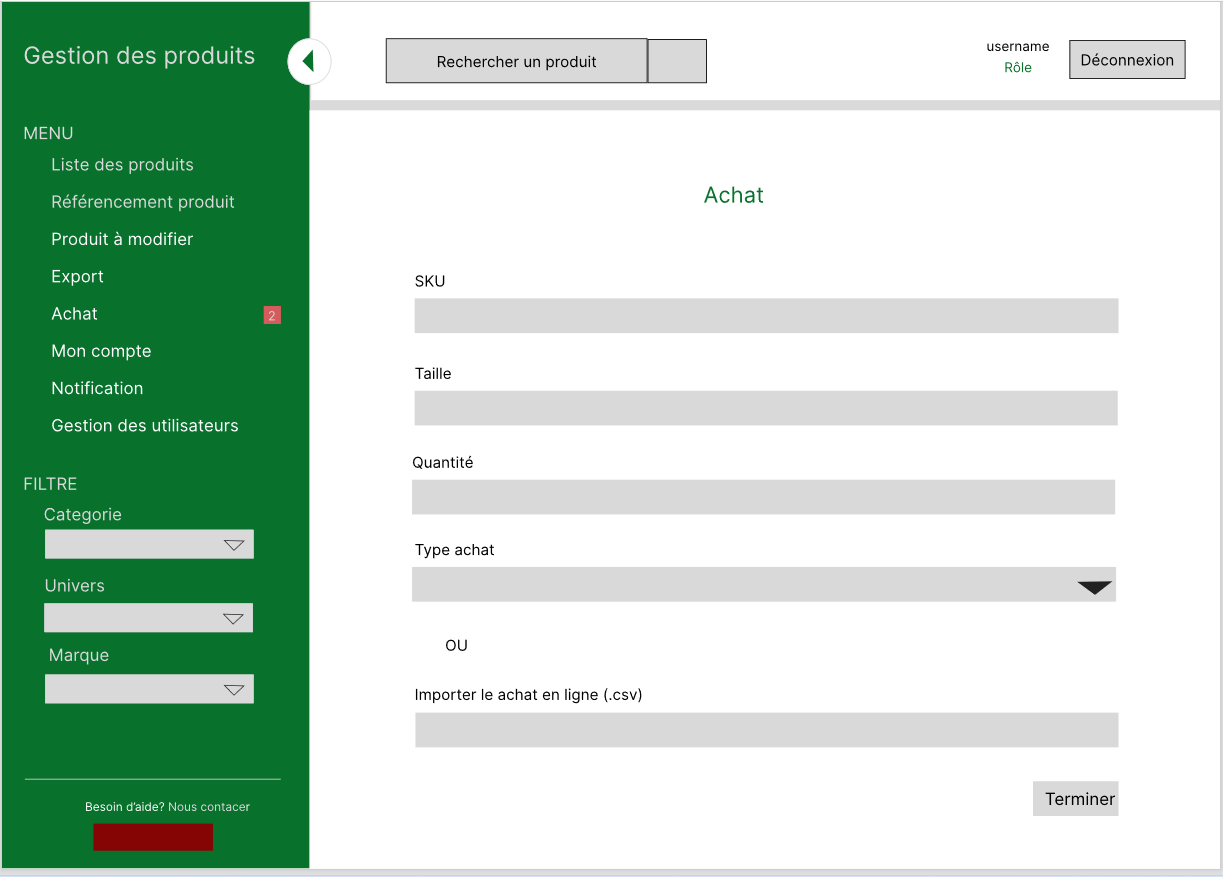 Gestion des produits
MENU
Liste des produits
Référencement produit
Produit à modifier
Export
Achat
2
Mon compte
Notification
Gestion des utilisateurs
FILTRE
Categorie
Univers
Marque
Besoin d'aide? Nous contacer
Rechercher un produit
username
Rôle
Déconnexion
Achat
SKU
Taille
Quantité
Type achat
OU
Importer le achat en ligne (.csv)
Terminer